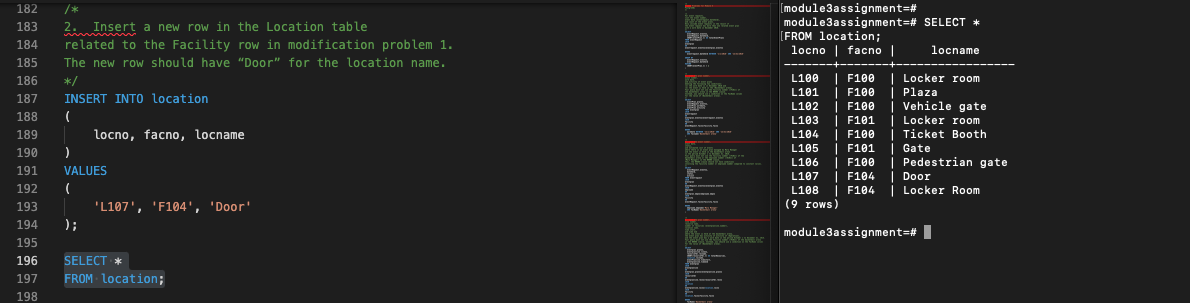 182 /*
183 2.  Insert a new row in the Location table
184 related to the Facility row in modification problem 1.
185 The new row should have “Door” for the location name.
186 */
187 INSERT INTO location
188 (
189     locno, facno, locname
190 )
191 VALUES
192 (
193     'L107', 'F104', 'Door'
194 );
195
196 SELECT *
197 FROM location;
198
[module3assignment=#
module3assignment=# SELECT *
[FROM location;
 locno | facno |     locname
-------+-------+-----------------
 L100  | F100  | Locker room
 L101  | F100  | Plaza
 L102  | F100  | Vehicle gate
 L103  | F101  | Locker room
 L104  | F100  | Ticket Booth
 L105  | F101  | Gate
 L106  | F100  | Pedestrian gate
 L107  | F104  | Door
 L108  | F104  | Locker Room
(9 rows)
module3assignment=#